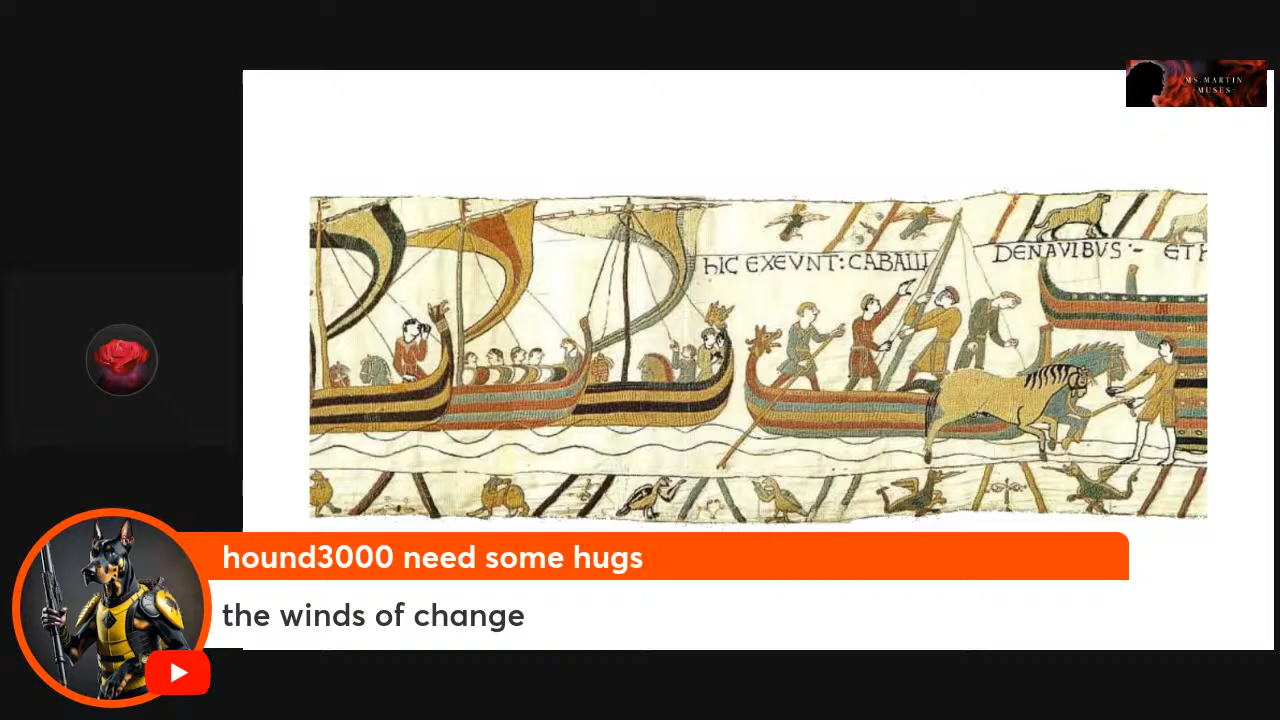 MS. MARTIN
-MUSES-
HIC EXEVNT: CABALLI DENAVIBVS - ET
hound3000 need some hugs
the winds of change